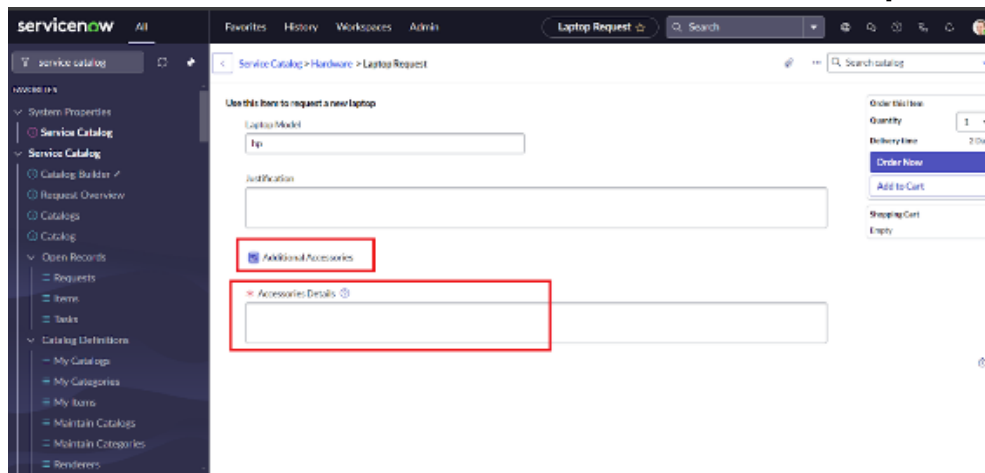 servicenow All Favorites History Workspaces Admin Laptop Request ☆ Search
service catalog
Service Catalog > Hardware > Laptop Request
Search catalog
FAVORITES
System Properties
Service Catalog
Service Catalog
Catalog Builder
Request Overview
Catalogs
Catalog
Open Records
Requests
Items
Tasks
Catalog Definitions
My Catalogs
My Categories
My Items
Maintain Catalogs
Maintain Categories
Renderers
Use this item to request a new laptop
Laptop Model
hp
Justification
Additional Accessories
* Accessories Details
Order this Item
Quantity 1
Delivery time 2 Da
Order Now
Add to Cart
Shopping Cart
Empty